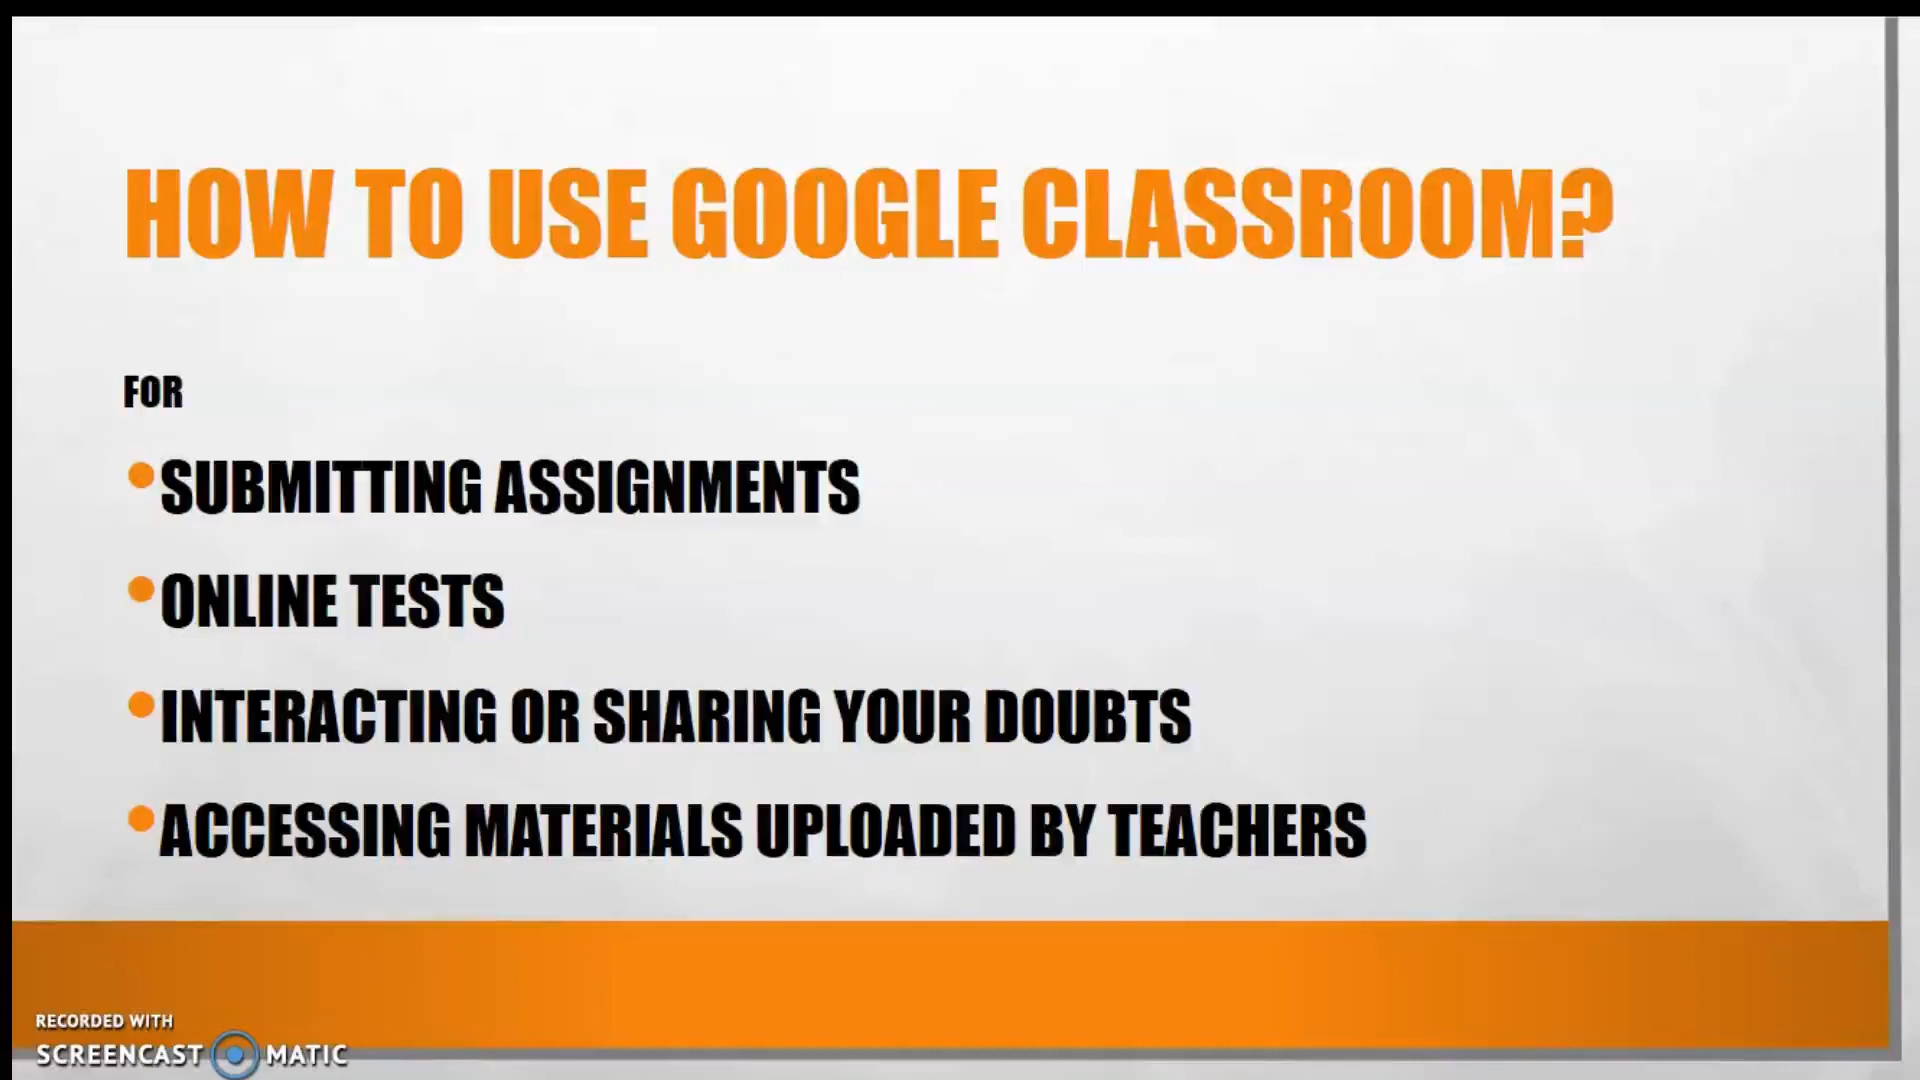 HOW TO USE GOOGLE CLASSROOM?
FOR
•SUBMITTING ASSIGNMENTS
•ONLINE TESTS
•INTERACTING OR SHARING YOUR DOUBTS
•ACCESSING MATERIALS UPLOADED BY TEACHERS
RECORDED WITH
SCREENCAST MATIC